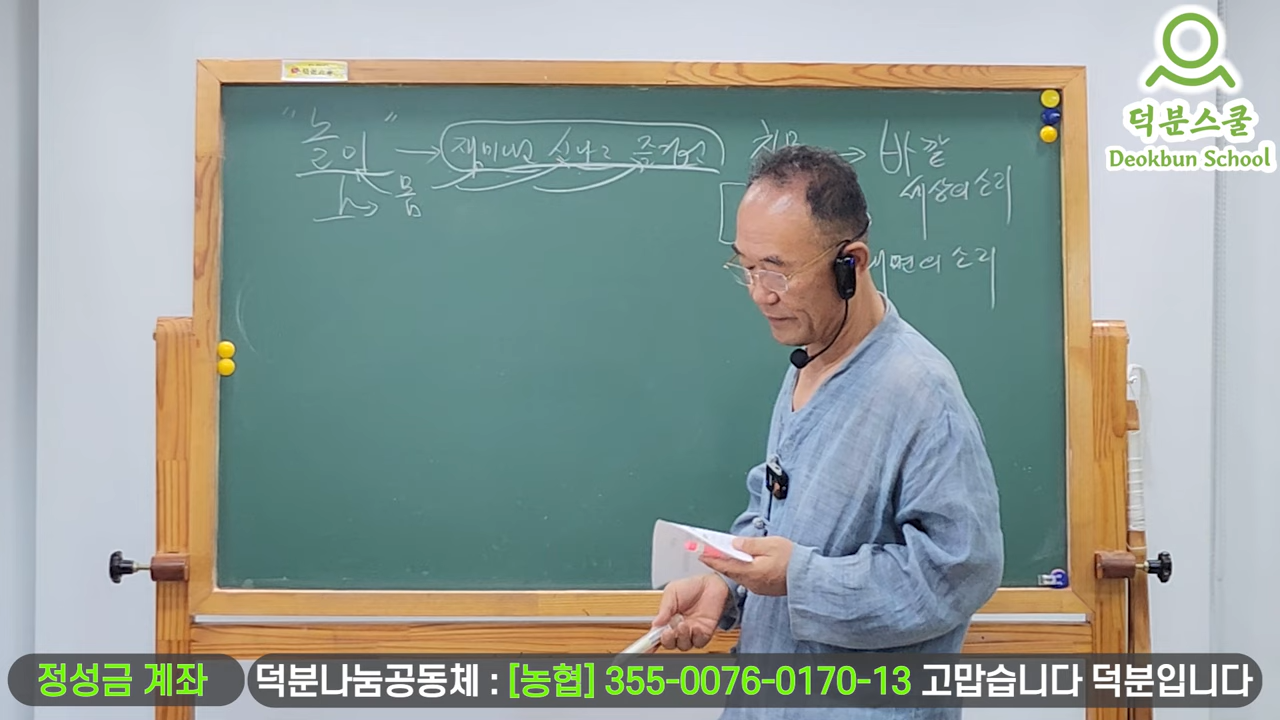 덕분스쿨
Deokbun School
"놀이" → 재미나고 신나고 즐거운
침묵 → 바깥
세상의 소리
몸
내면의 소리
정성금 계좌
덕분나눔공동체 : [농협] 355-0076-0170-13 고맙습니다 덕분입니다